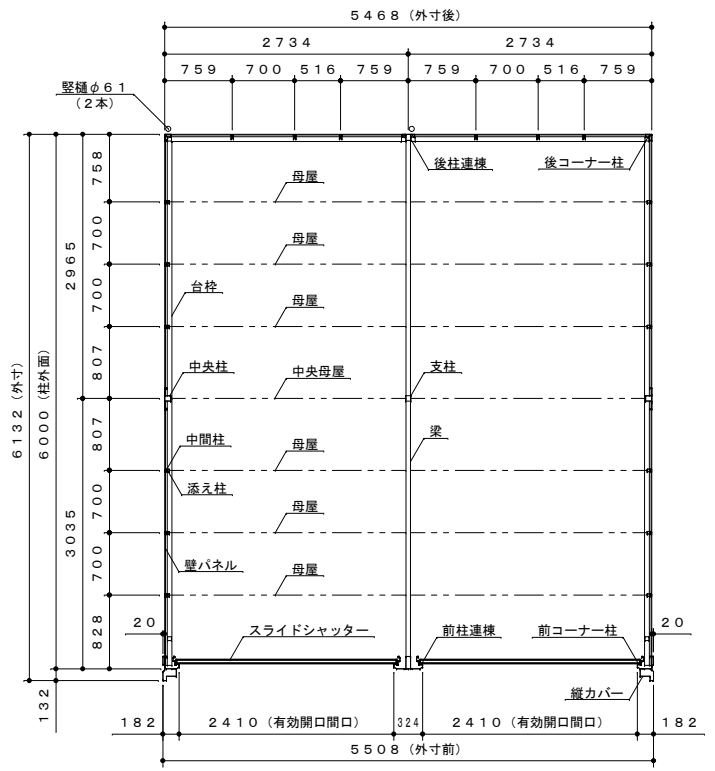 ５４６８（外寸後）
２７３４
２７３４
７５９
７００
５１６
７５９
７５９
７００
５１６
７５９
竪樋φ６１
（２本）
後柱連棟
後コーナー柱
７５８
母屋
７００
母屋
２９６５
７００
台枠
母屋
８０７
中央柱
中央母屋
支柱
６１３２（外寸）
６０００（柱外面）
８０７
中間柱
母屋
梁
添え柱
７００
母屋
３０３５
７００
壁パネル
母屋
２０
８２８
スライドシャッター
前柱連棟
前コーナー柱
２０
１３２
縦カバー
１８２
２４１０（有効開口間口）
３２４
２４１０（有効開口間口）
１８２
５５０８（外寸前）